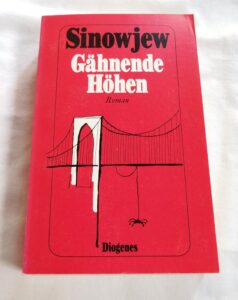 Sinowjew
Gähnende
Höhen
Roman
Diogenes